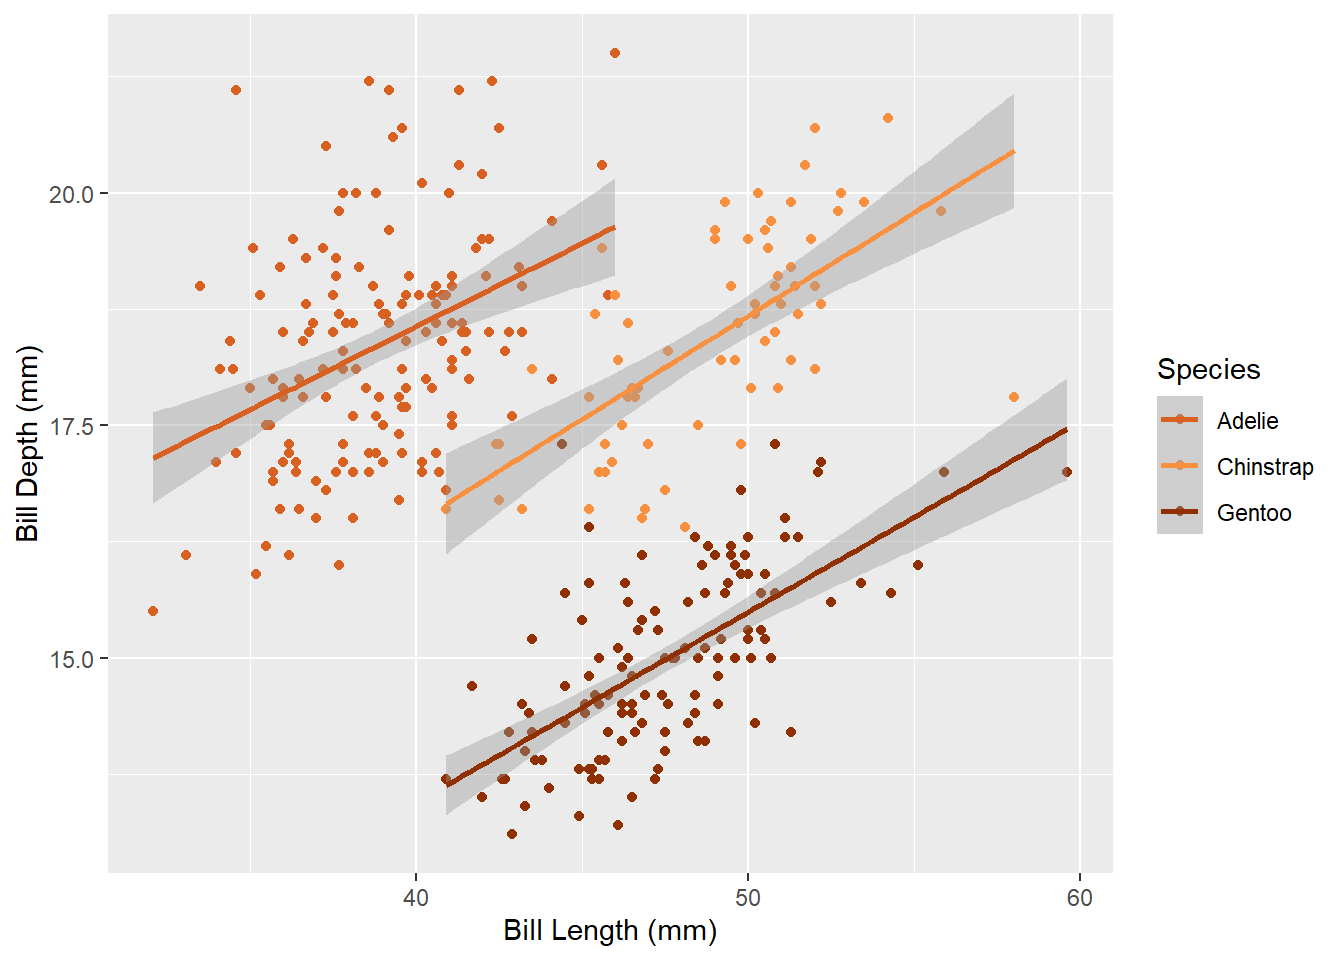 20.0
17.5
15.0
Bill Depth (mm)
40
50
60
Bill Length (mm)
Species
Adelie
Chinstrap
Gentoo